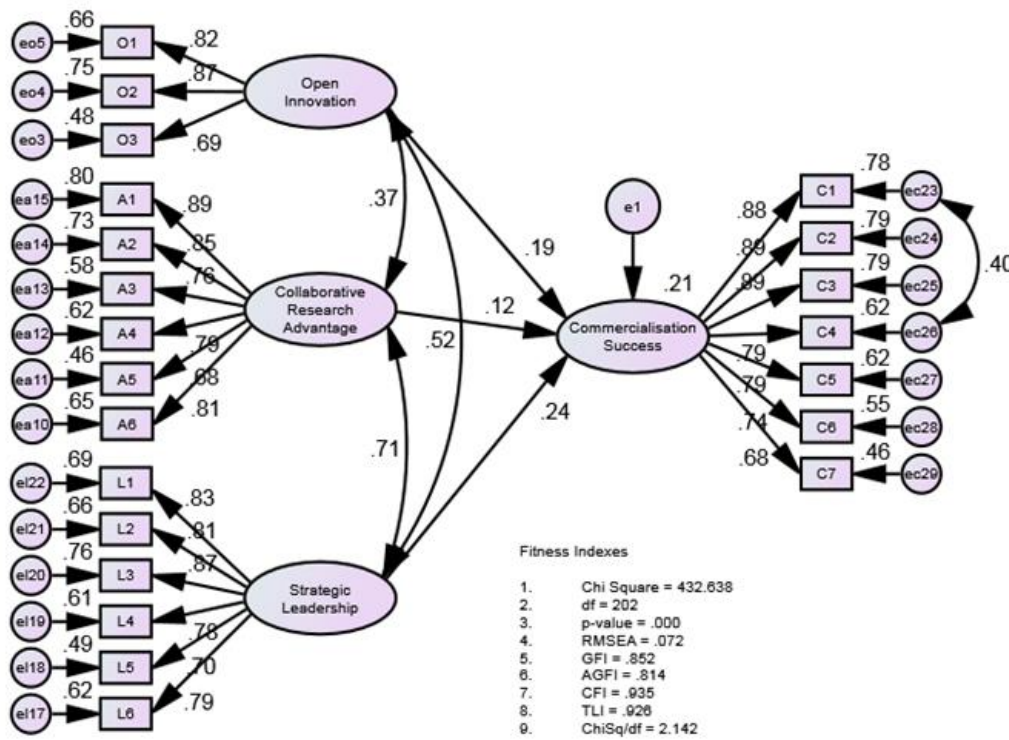 .66
eo5
O1
.82
.75
eo4
O2
.87
.48
eo3
O3
.69
Open
Innovation
.80
ea15
A1
.89
.73
ea14
A2
.85
.58
ea13
A3
.76
.62
ea12
A4
.79
.46
ea11
A5
.68
.65
ea10
A6
.81
Collaborative
Research
Advantage
.69
el22
L1
.83
.66
el21
L2
.81
.76
el20
L3
.87
.61
el19
L4
.78
.49
el18
L5
.70
.62
el17
L6
.79
Strategic
Leadership
.37
.71
.52
.19
.12
.24
e1
.21
Commercialisation
Success
.88
C1
.78
ec23
.89
C2
.79
ec24
.89
C3
.79
ec25
C4
.62
ec26
.79
C5
.62
ec27
.79
C6
.55
ec28
.74
.68
C7
.46
ec29
.40
Fitness Indexes
1. Chi Square = 432.638
2. df = 202
3. p-value = .000
4. RMSEA = .072
5. GFI = .852
6. AGFI = .814
7. CFI = .935
8. TLI = .926
9. ChiSq/df = 2.142